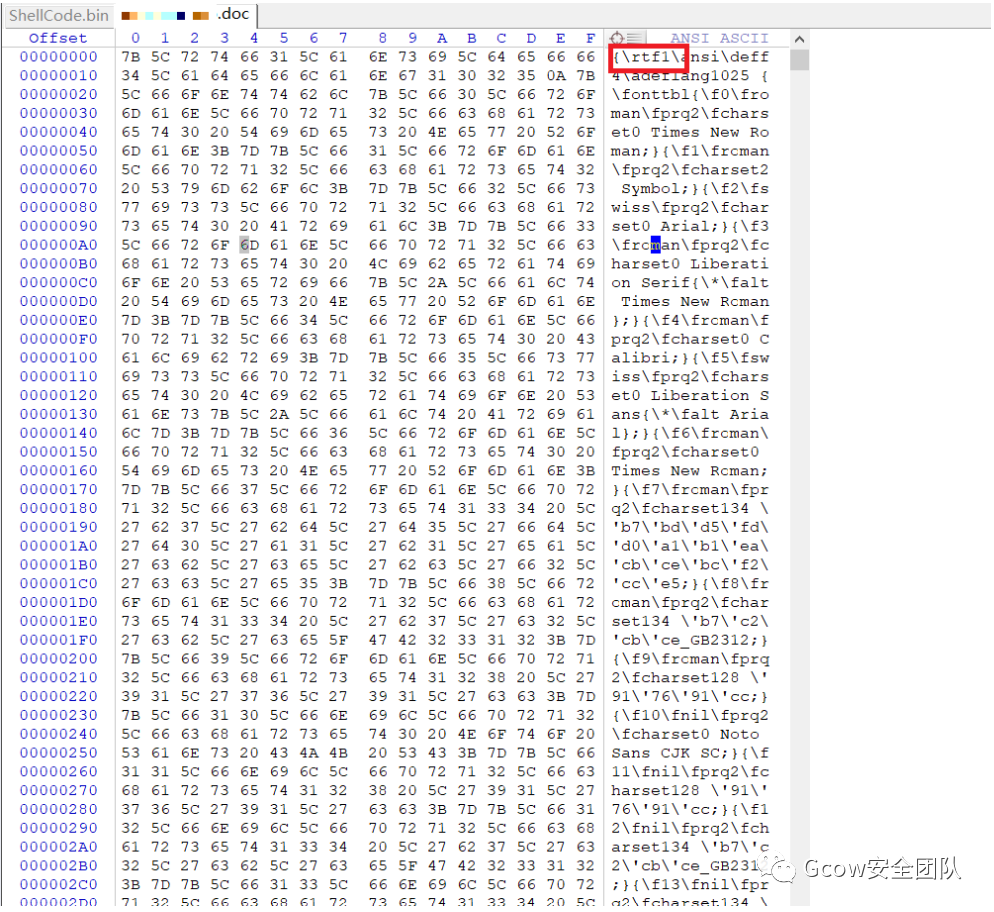 ShellCode.bin .doc
Offset 0 1 2 3 4 5 6 7 8 9 A B C D E F ANSI ASCII
00000000 7B 5C 72 74 66 31 5C 61 6E 73 69 5C 64 65 66 66 {\rtf1\ansi\deff
00000010 34 5C 61 64 65 66 6C 61 6E 67 31 30 32 35 0A 7B 4\adeflang1025 {
00000020 5C 66 6F 6E 74 74 62 6C 7B 5C 66 30 5C 66 72 6F \fonttbl{\f0\fro
00000030 6D 61 6E 5C 66 70 72 71 32 5C 66 63 68 61 72 73 man\fprq2\fchars
00000040 65 74 30 20 54 69 6D 65 73 20 4E 65 77 20 52 6F et0 Times New Ro
00000050 6D 61 6E 3B 7D 7B 5C 66 31 5C 66 72 6F 6D 61 6E man;}{\f1\froman
00000060 5C 66 70 72 71 32 5C 66 63 68 61 72 73 65 74 32 \fprq2\fcharset2
00000070 20 53 79 6D 62 6F 6C 3B 7D 7B 5C 66 32 5C 66 73 Symbol;}{\f2\fs
00000080 77 69 73 73 5C 66 70 72 71 32 5C 66 63 68 61 72 wiss\fprq2\fchar
00000090 73 65 74 30 20 41 72 69 61 6C 3B 7D 7B 5C 66 33 set0 Arial;}{\f3
000000A0 5C 66 72 6F 6D 61 6E 5C 66 70 72 71 32 5C 66 63 \froman\fprq2\fc
000000B0 68 61 72 73 65 74 30 20 4C 69 62 65 72 61 74 69 harset0 Liberati
000000C0 6F 6E 20 53 65 72 69 66 7B 5C 2A 5C 66 61 6C 74 on Serif{\*\falt
000000D0 20 54 69 6D 65 73 20 4E 65 77 20 52 6F 6D 61 6E Times New Roman
000000E0 7D 3B 7D 7B 5C 66 34 5C 66 72 6F 6D 61 6E 5C 66 };}{\f4\froman\f
000000F0 70 72 71 32 5C 66 63 68 61 72 73 65 74 30 20 43 prq2\fcharset0 C
00000100 61 6C 69 62 72 69 3B 7D 7B 5C 66 35 5C 66 73 77 alibri;}{\f5\fsw
00000110 69 73 73 5C 66 70 72 71 32 5C 66 63 68 61 72 73 iss\fprq2\fchars
00000120 65 74 30 20 4C 69 62 65 72 61 74 69 6F 6E 20 53 et0 Liberation S
00000130 61 6E 73 7B 5C 2A 5C 66 61 6C 74 20 41 72 69 61 ans{\*\falt Aria
00000140 6C 7D 3B 7D 7B 5C 66 36 5C 66 72 6F 6D 61 6E 5C l};}{\f6\froman\
00000150 66 70 72 71 32 5C 66 63 68 61 72 73 65 74 30 20 fprq2\fcharset0
00000160 54 69 6D 65 73 20 4E 65 77 20 52 6F 6D 61 6E 3B Times New Roman;
00000170 7D 7B 5C 66 37 5C 66 72 6F 6D 61 6E 5C 66 70 72 }{\f7\froman\fpr
00000180 71 32 5C 66 63 68 61 72 73 65 74 31 33 34 20 5C q2\fcharset134 \
00000190 27 62 37 5C 27 62 64 5C 27 64 35 5C 27 66 64 5C 'b7\'bd\'d5\'fd\
000001A0 27 64 30 5C 27 61 31 5C 27 62 31 5C 27 65 61 5C 'd0\'a1\'b1\'ea\
000001B0 27 63 62 5C 27 63 65 5C 27 62 63 5C 27 66 32 5C 'cb\'ce\'bc\'f2\
000001C0 27 63 63 5C 27 65 35 3B 7D 7B 5C 66 38 5C 66 72 'cc\'e5;}{\f8\fr
000001D0 6F 6D 61 6E 5C 66 70 72 71 32 5C 66 63 68 61 72 oman\fprq2\fchar
000001E0 73 65 74 31 33 34 20 5C 27 62 37 5C 27 63 32 5C set134 \'b7\'c2\
000001F0 27 63 62 5C 27 63 65 5F 47 42 32 33 31 32 3B 7D 'cb\'ce_GB2312;}
00000200 7B 5C 66 39 5C 66 72 6F 6D 61 6E 5C 66 70 72 71 {\f9\froman\fprq
00000210 32 5C 66 63 68 61 72 73 65 74 31 32 38 20 5C 27 2\fcharset128 \'
00000220 39 31 5C 27 37 36 5C 27 39 31 5C 27 63 63 3B 7D 91\'76\'91\'cc;}
00000230 7B 5C 66 31 30 5C 66 6E 69 6C 5C 66 70 72 71 32 {\f10\fnil\fprq2
00000240 5C 66 63 68 61 72 73 65 74 30 20 4E 6F 74 6F 20 \fcharset0 Noto
00000250 53 61 6E 73 20 43 4A 4B 20 53 43 3B 7D 7B 5C 66 Sans CJK SC;}{\f
00000260 31 31 5C 66 6E 69 6C 5C 66 70 72 71 32 5C 66 63 11\fnil\fprq2\fc
00000270 68 61 72 73 65 74 31 32 38 20 5C 27 39 31 5C 27 harset128 \'91\'
00000280 37 36 5C 27 39 31 5C 27 63 63 3B 7D 7B 5C 66 31 76\'91\'cc;}{\f1
00000290 32 5C 66 6E 69 6C 5C 66 70 72 71 32 5C 66 63 68 2\fnil\fprq2\fch
000002A0 61 72 73 65 74 31 33 34 20 5C 27 62 37 5C 27 63 arset134 \'b7\'c
000002B0 32 5C 27 63 62 5C 27 63 65 5F 47 42 32 33 31 32 2\'cb\'ce_GB231
000002C0 3B 7D 7B 5C 66 31 33 5C 66 6E 69 6C 5C 66 70 72 ;}{\f13\fnil\fpr
000002D0 71 32 5C 66 63 68 61 72 73 65 74 31 33 34 20 5C q2\fcharset134 \
Gcow安全团队